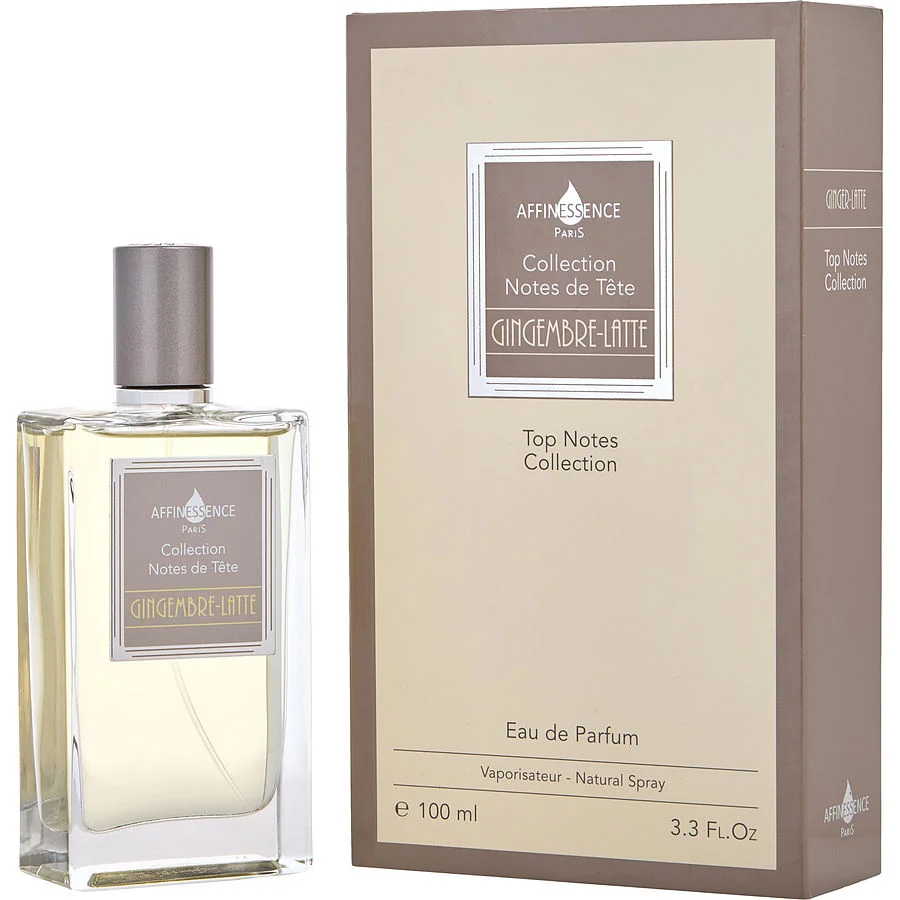 AFFINESSENCE
PARIS
Collection
Notes de Tête
GINGEMBRE-LATTE
AFFINESSENCE
PARIS
Collection
Notes de Tête
GINGEMBRE-LATTE
Top Notes
Collection
Eau de Parfum
Vaporisateur - Natural Spray
℮ 100 ml
3.3 FL.OZ
GINGER-LATTE
Top Notes
Collection
AFFINESSENCE
PARIS